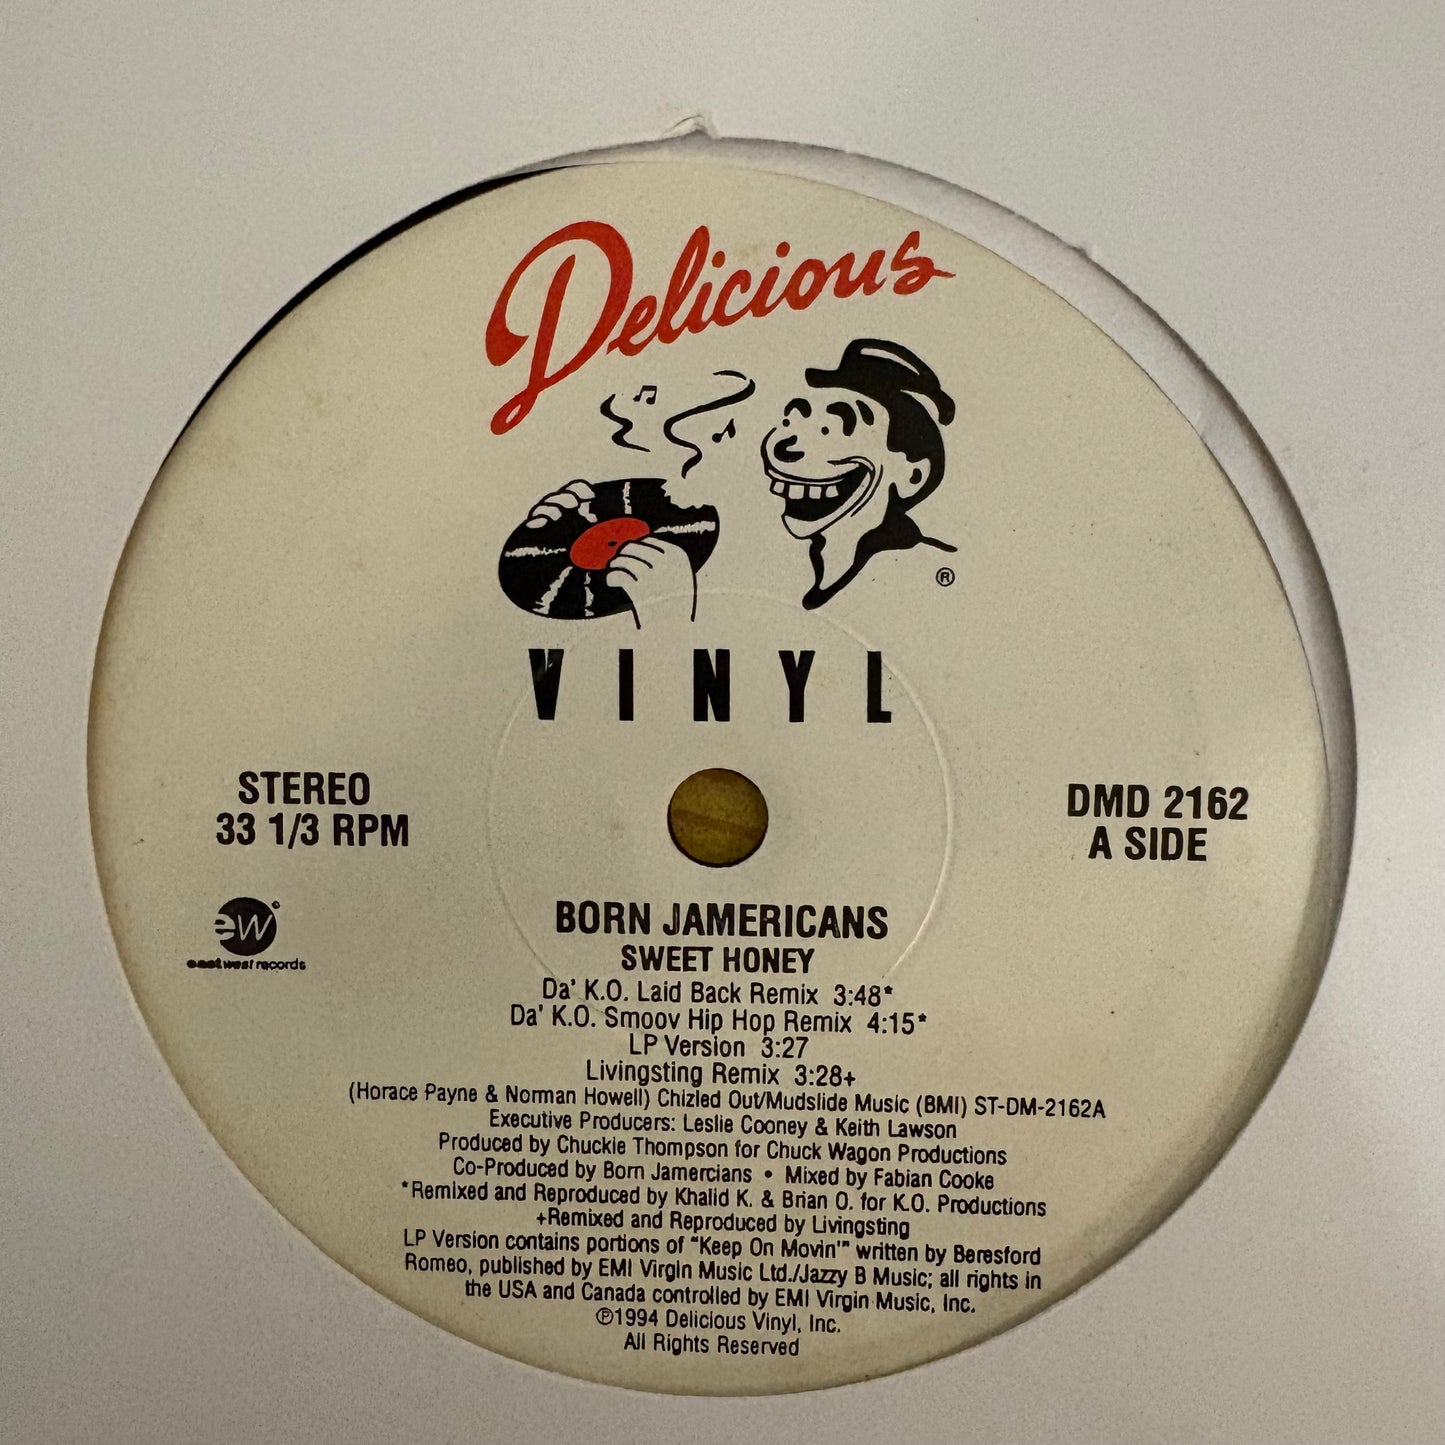 Delicious
®
VINYL
STEREO
33 1/3 RPM
DMD 2162
A SIDE
ew©
eastwest records
BORN JAMERICANS
SWEET HONEY
Da' K.O. Laid Back Remix 3:48*
Da' K.O. Smoov Hip Hop Remix 4:15*
LP Version 3:27
Livingsting Remix 3:28+
(Horace Payne & Norman Howell) Chizled Out/Mudslide Music (BMI) ST-DM-2162A
Executive Producers: Leslie Cooney & Keith Lawson
Produced by Chuckie Thompson for Chuck Wagon Productions
Co-Produced by Born Jamercians • Mixed by Fabian Cooke
*Remixed and Reproduced by Khalid K. & Brian O. for K.O. Productions
+Remixed and Reproduced by Livingsting
LP Version contains portions of "Keep On Movin'" written by Beresford
Romeo, published by EMI Virgin Music Ltd./Jazzy B Music; all rights in
the USA and Canada controlled by EMI Virgin Music, Inc.
℗1994 Delicious Vinyl, Inc.
All Rights Reserved